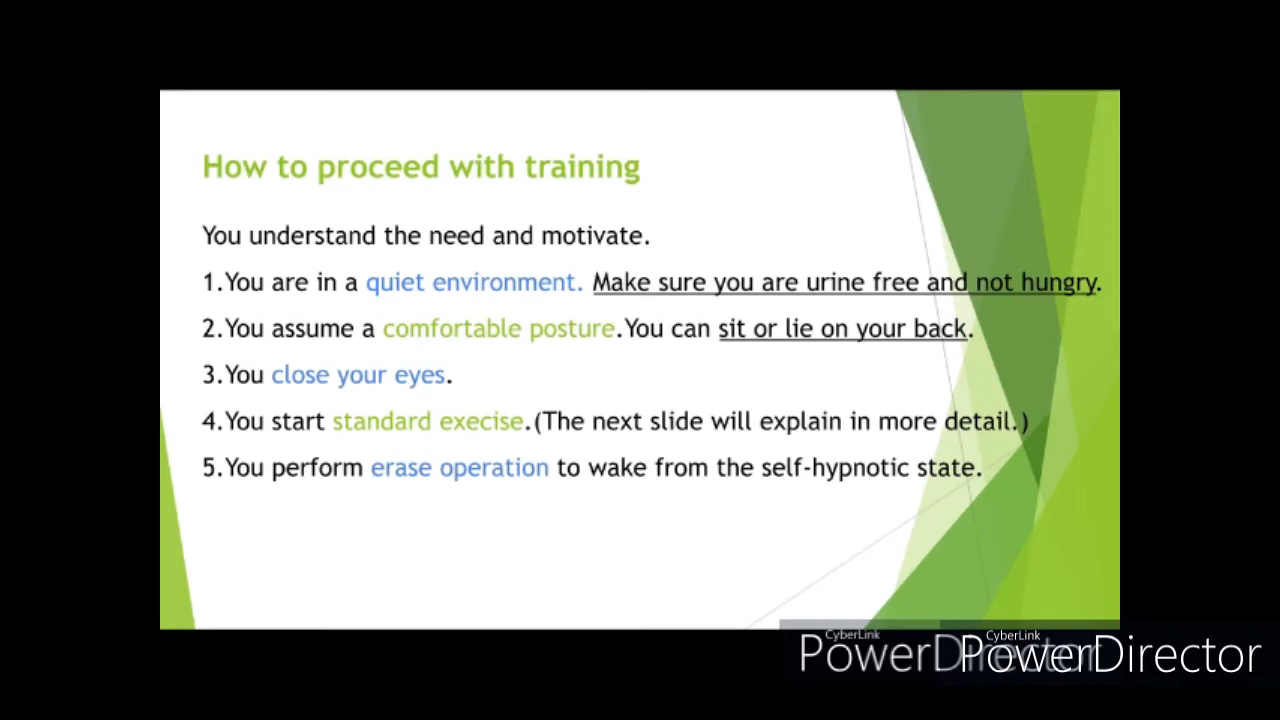 How to proceed with training
You understand the need and motivate.
1.You are in a quiet environment. Make sure you are urine free and not hungry.
2.You assume a comfortable posture.You can sit or lie on your back.
3.You close your eyes.
4.You start standard execise.(The next slide will explain in more detail.)
5.You perform erase operation to wake from the self-hypnotic state.
CyberLink CyberLink
PowerDirector PowerDirector